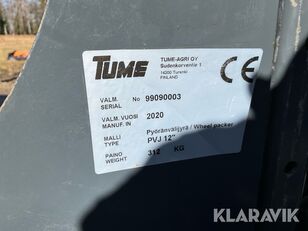 TUME
TUME-AGRI OY
Sudenkorventie 1
14200 Turenki
FINLAND
CE
VALM. No 99090003
SERIAL
VALM. VUOSI 2020
MANUF. IN
MALLI Pyöränvälijyrä / Wheel packer
TYPE PVJ 12"
PAINO 312 KG
WEIGHT
KLARAVIK